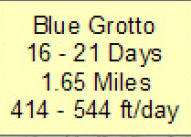 Blue Grotto
16 - 21 Days
1.65 Miles
414 - 544 ft/day